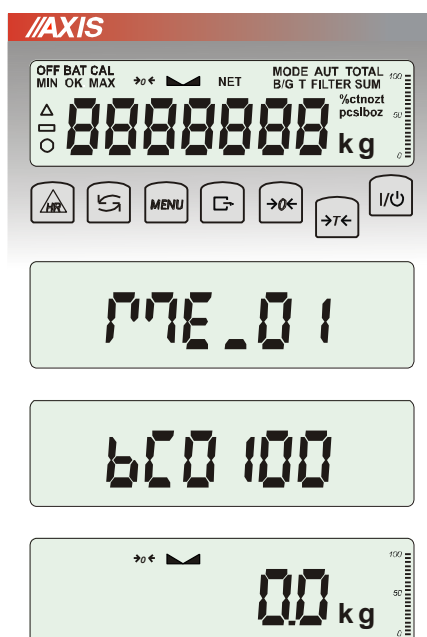 //AXIS
OFF BAT CAL →0← NET MODE AUT TOTAL 100
MIN OK MAX B/G T FILTER SUM
%ctnozt
8888888 pcslboz 50
kg 0
HR MENU →0← →T← I/⏻
ME_01
bC0100
→0← 100
0.0 kg 50
0